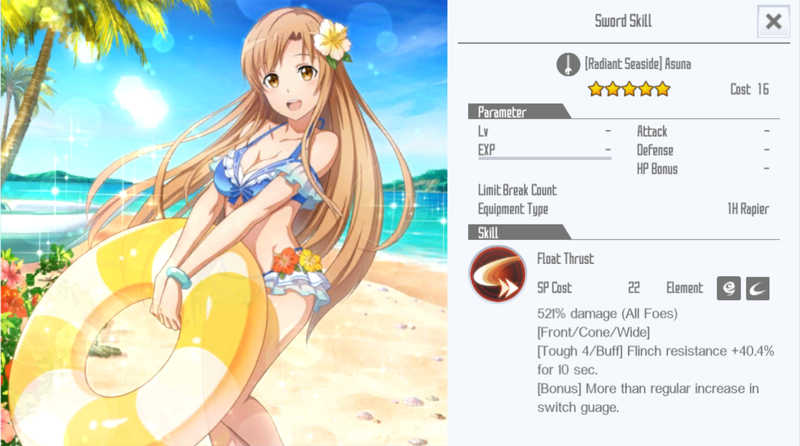 Sword Skill
[Radiant Seaside] Asuna
Cost 16
Parameter
Lv - Attack -
EXP - Defense -
HP Bonus -
Limit Break Count
Equipment Type 1H Rapier
Skill
Float Thrust
SP Cost 22 Element
521% damage (All Foes)
[Front/Cone/Wide]
[Tough 4/Buff] Flinch resistance +40.4%
for 10 sec.
[Bonus] More than regular increase in
switch guage.